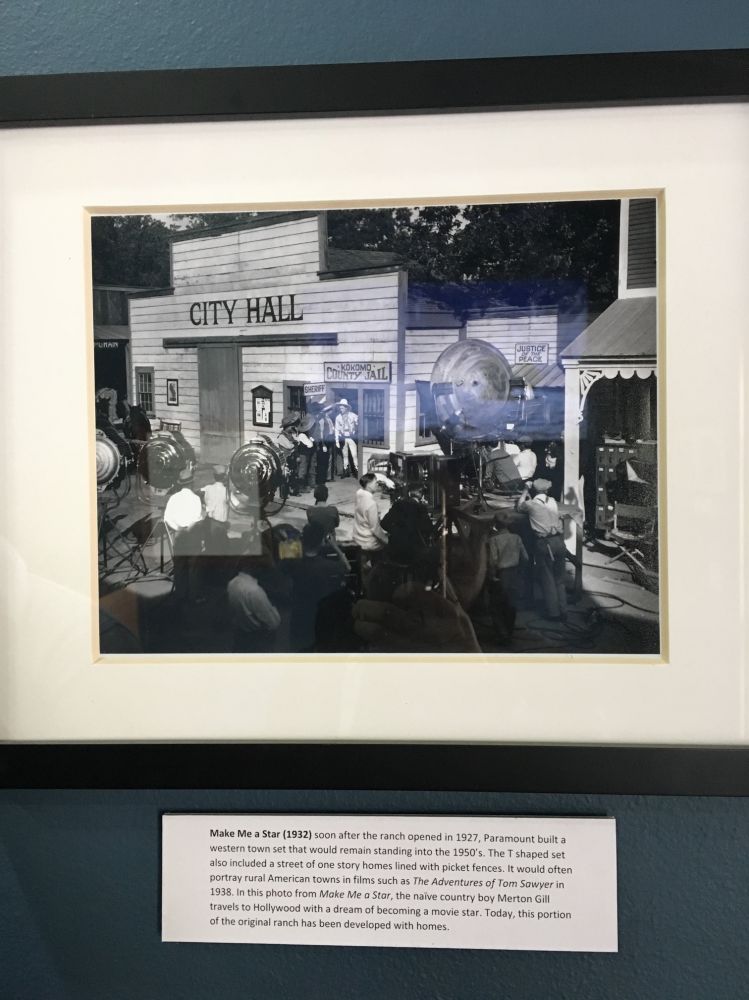 CITY HALL
KOKOMO
COUNTY JAIL
SHERIFF
JUSTICE
OF THE
PEACE
Make Me a Star (1932) soon after the ranch opened in 1927, Paramount built a
western town set that would remain standing into the 1950's. The T shaped set
also included a street of one story homes lined with picket fences. It would often
portray rural American towns in films such as The Adventures of Tom Sawyer in
1938. In this photo from Make Me a Star, the naïve country boy Merton Gill
travels to Hollywood with a dream of becoming a movie star. Today, this portion
of the original ranch has been developed with homes.